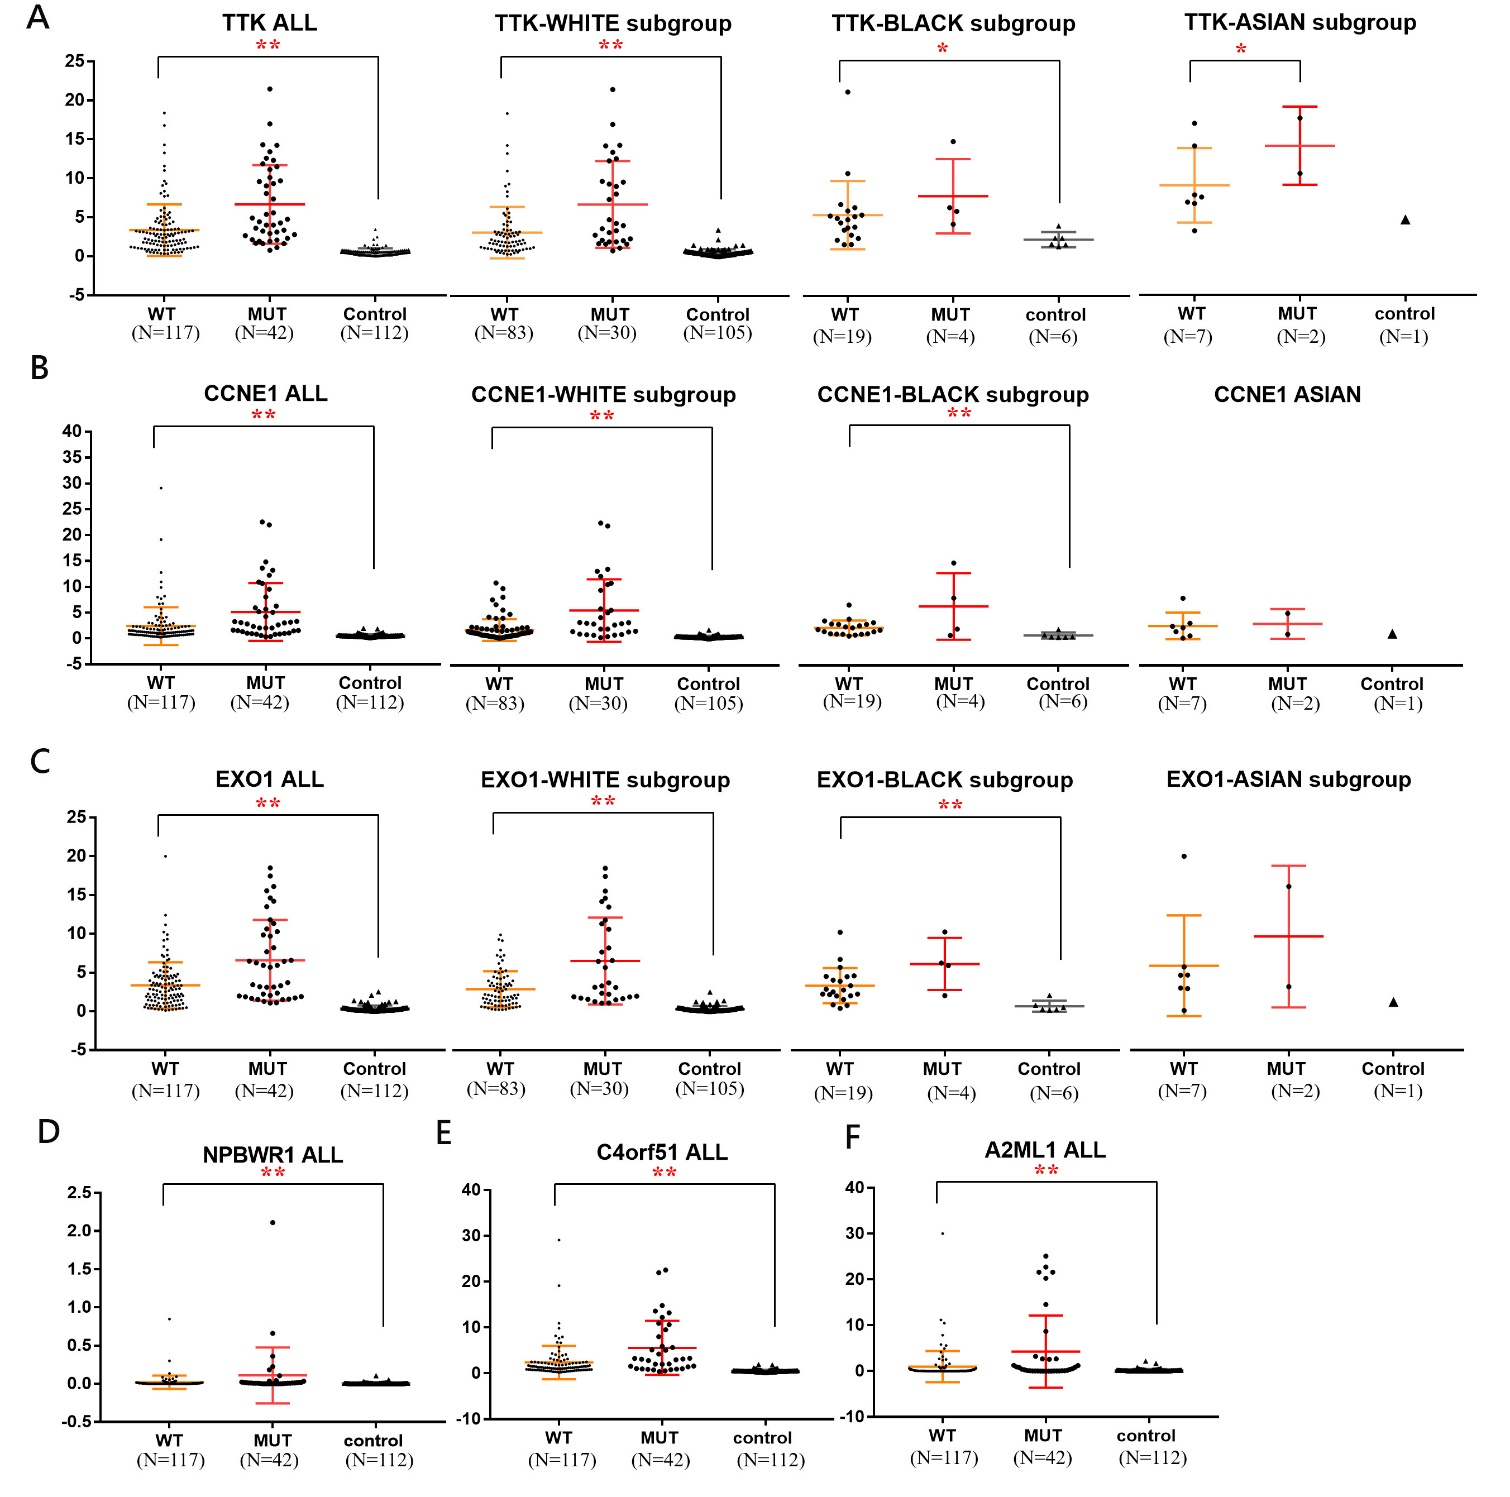 A
TTK ALL
TTK-WHITE subgroup
TTK-BLACK subgroup
TTK-ASIAN subgroup
**
**
*
*
25
20
15
10
5
0
-5
WT
MUT
Control
WT
MUT
Control
WT
MUT
control
WT
MUT
control
(N=117)
(N=42)
(N=112)
(N=83)
(N=30)
(N=105)
(N=19)
(N=4)
(N=6)
(N=7)
(N=2)
(N=1)
B
CCNE1 ALL
CCNE1-WHITE subgroup
CCNE1-BLACK subgroup
CCNE1 ASIAN
**
**
**
40
35
30
25
20
15
10
5
0
-5
WT
MUT
Control
WT
MUT
Control
WT
MUT
Control
WT
MUT
Control
(N=117)
(N=42)
(N=112)
(N=83)
(N=30)
(N=105)
(N=19)
(N=4)
(N=6)
(N=7)
(N=2)
(N=1)
C
EXO1 ALL
EXO1-WHITE subgroup
EXO1-BLACK subgroup
EXO1-ASIAN subgroup
**
**
**
25
20
15
10
5
0
-5
WT
MUT
Control
WT
MUT
Control
WT
MUT
Control
WT
MUT
Control
(N=117)
(N=42)
(N=112)
(N=83)
(N=30)
(N=105)
(N=19)
(N=4)
(N=6)
(N=7)
(N=2)
(N=1)
D
NPBWR1 ALL
**
2.5
2.0
1.5
1.0
0.5
0.0
-0.5
WT
MUT
control
(N=117)
(N=42)
(N=112)
E
C4orf51 ALL
**
40
30
20
10
0
-10
WT
MUT
control
(N=117)
(N=42)
(N=112)
F
A2ML1 ALL
**
40
30
20
10
0
-10
WT
MUT
control
(N=117)
(N=42)
(N=112)